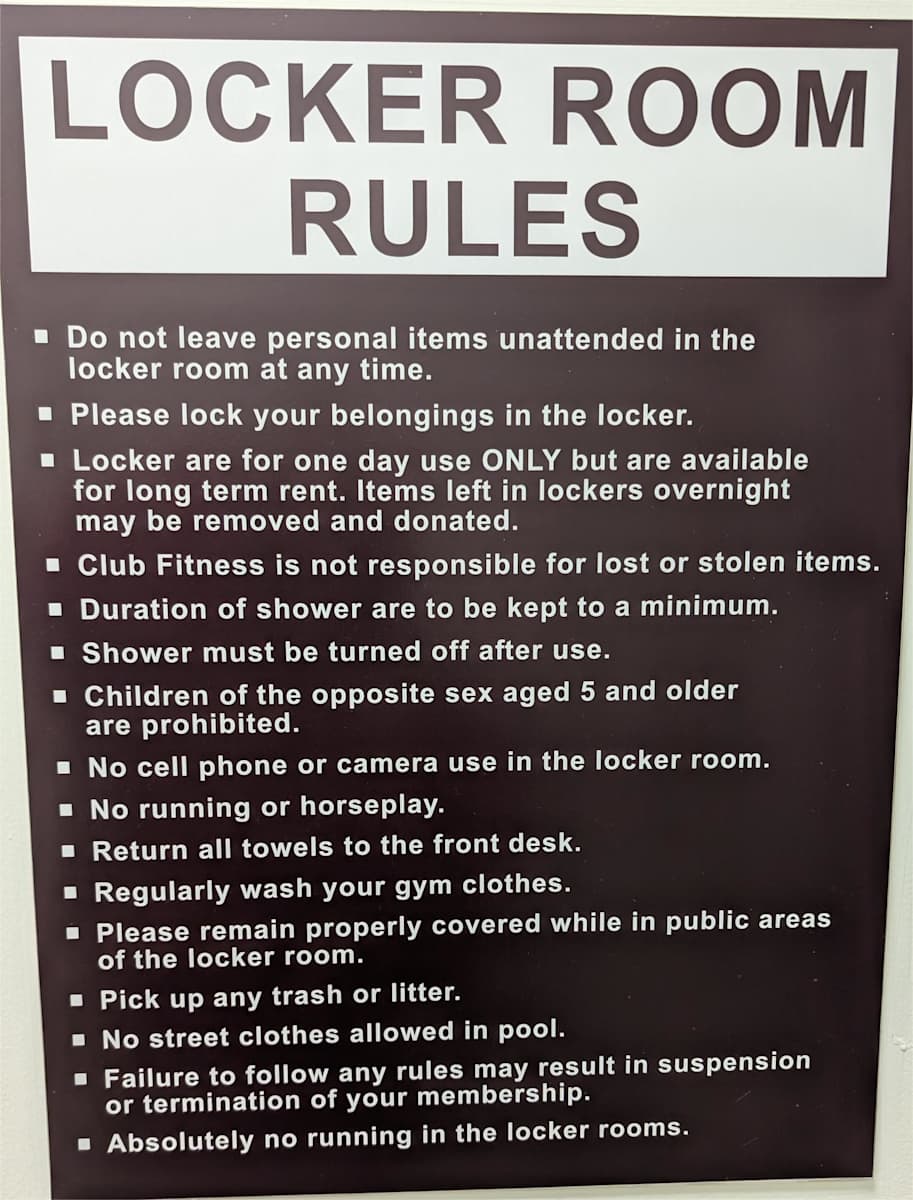 LOCKER ROOM
RULES
▪ Do not leave personal items unattended in the
locker room at any time.
▪ Please lock your belongings in the locker.
▪ Locker are for one day use ONLY but are available
for long term rent. Items left in lockers overnight
may be removed and donated.
▪ Club Fitness is not responsible for lost or stolen items.
▪ Duration of shower are to be kept to a minimum.
▪ Shower must be turned off after use.
▪ Children of the opposite sex aged 5 and older
are prohibited.
▪ No cell phone or camera use in the locker room.
▪ No running or horseplay.
▪ Return all towels to the front desk.
▪ Regularly wash your gym clothes.
▪ Please remain properly covered while in public areas
of the locker room.
▪ Pick up any trash or litter.
▪ No street clothes allowed in pool.
▪ Failure to follow any rules may result in suspension
or termination of your membership.
▪ Absolutely no running in the locker rooms.